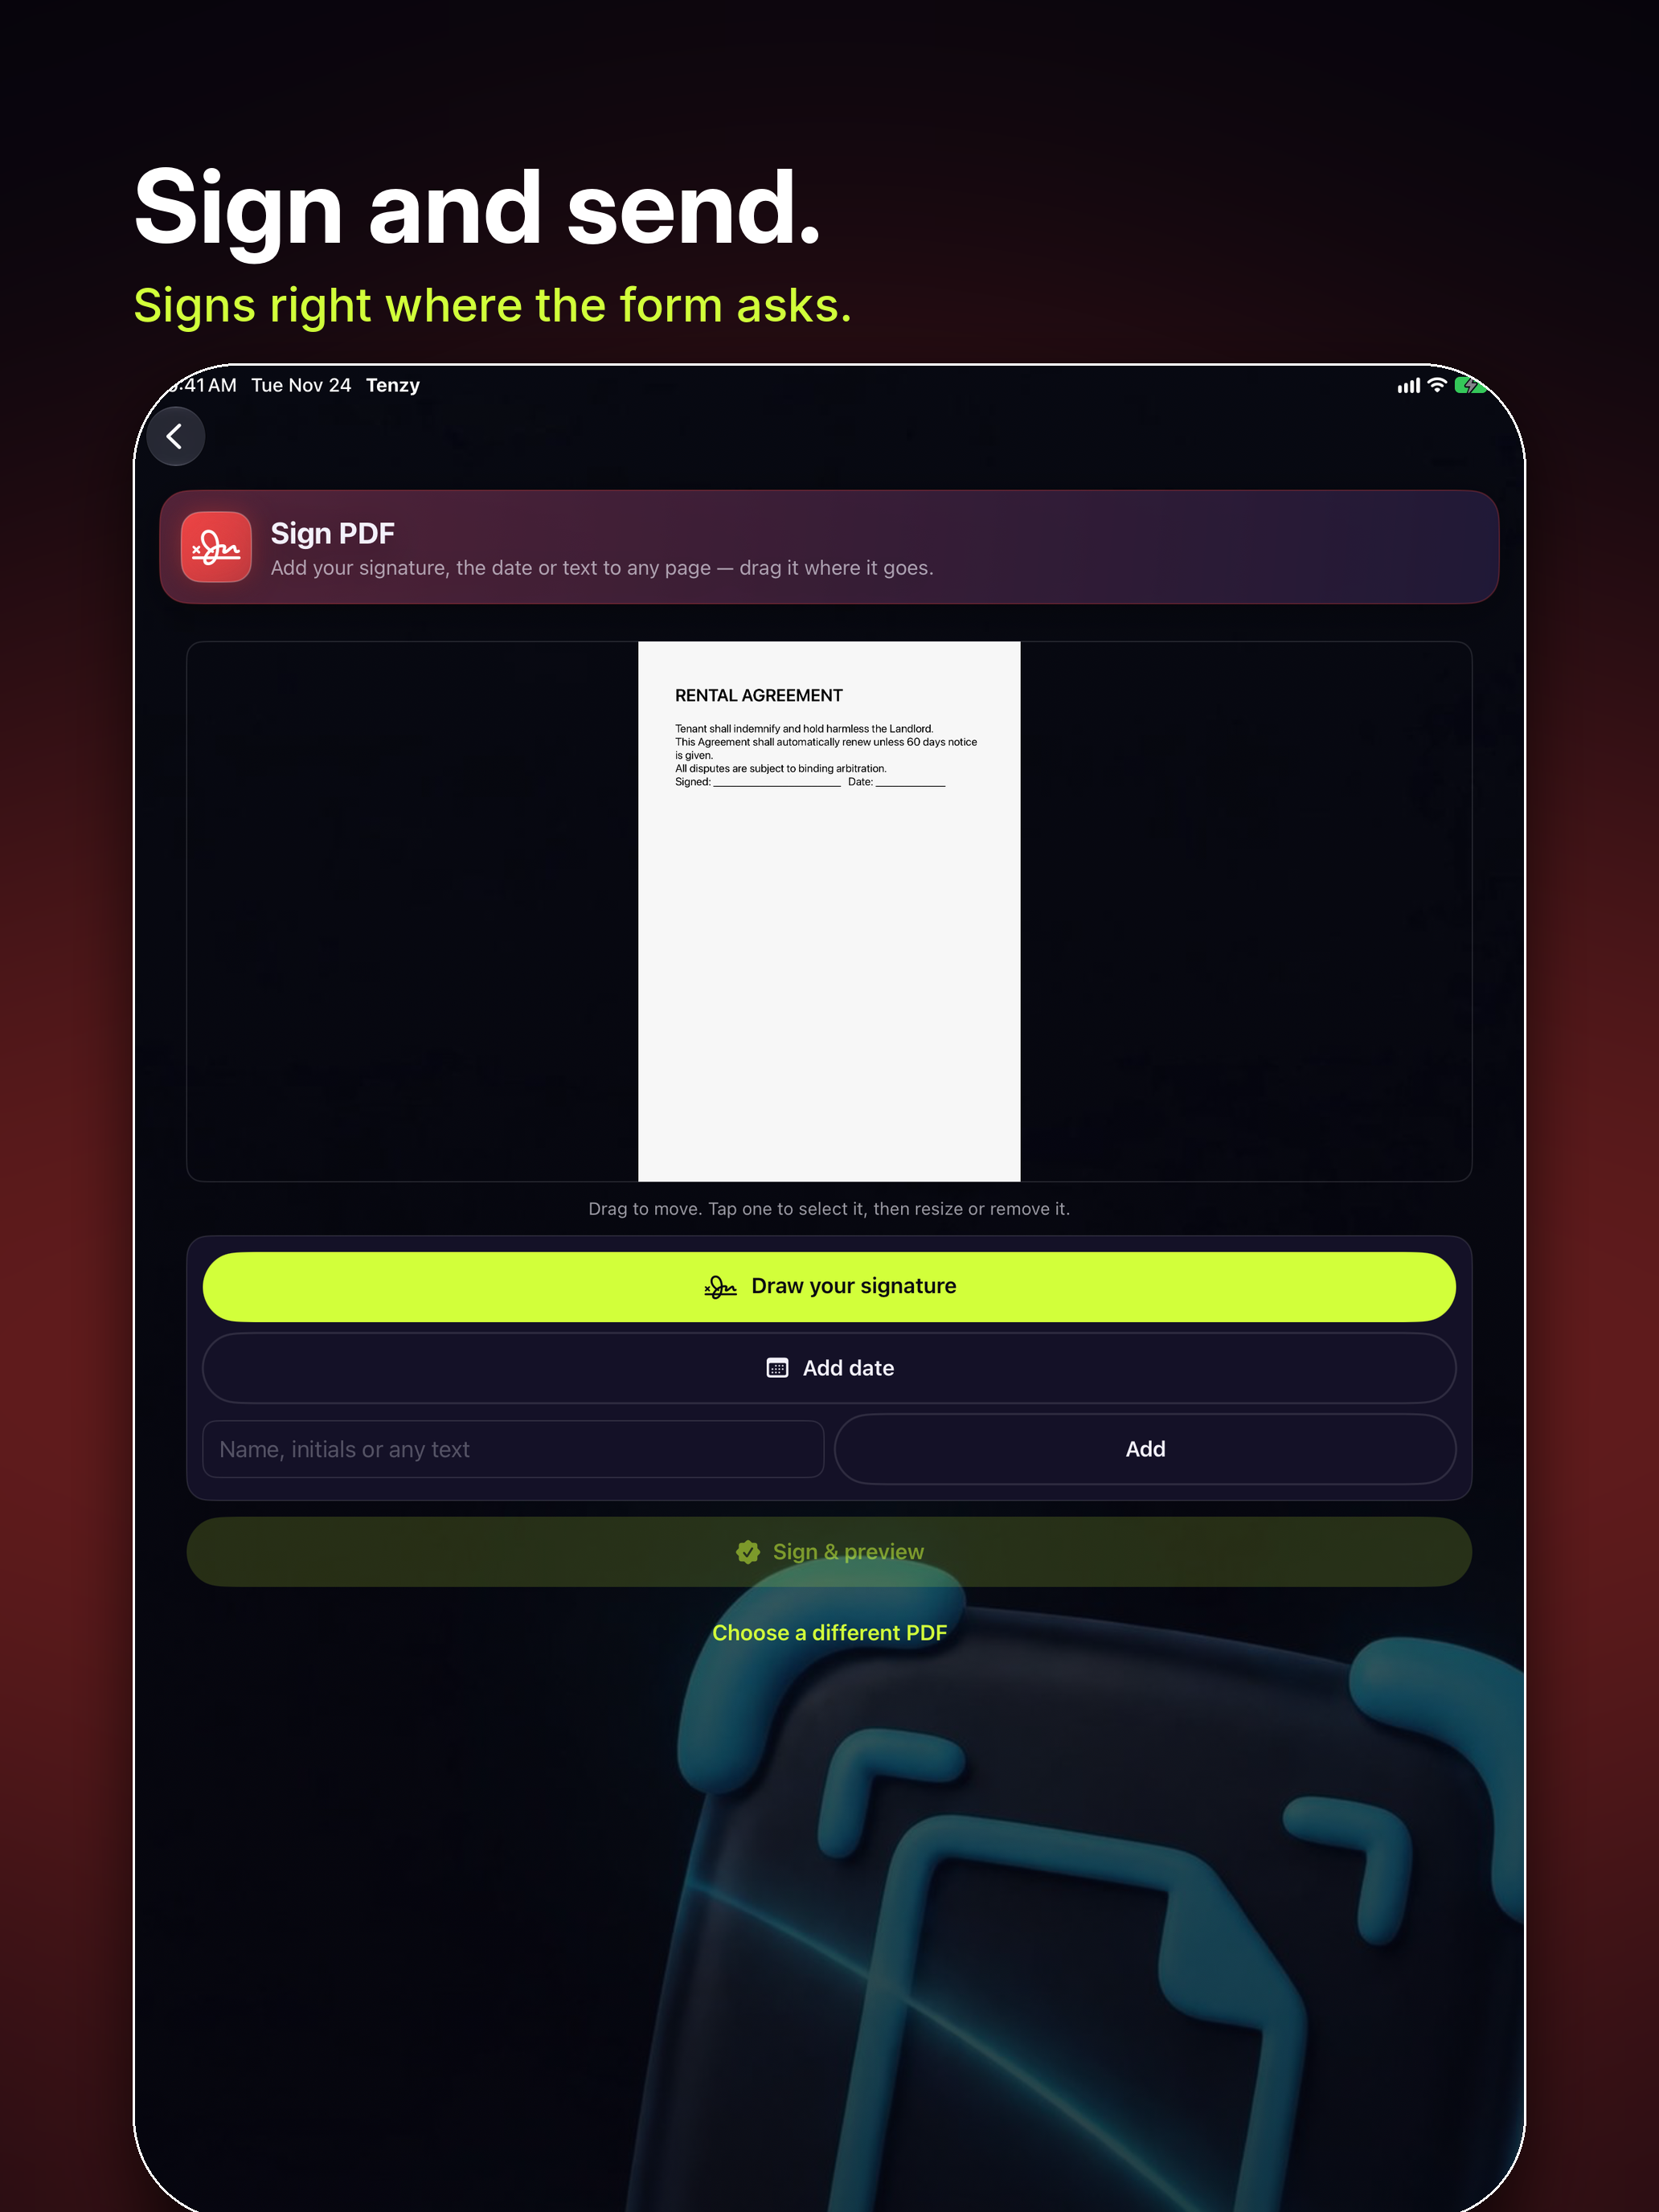 Sign and send.
Signs right where the form asks.
:41 AM Tue Nov 24 Tenzy
Sign PDF
Add your signature, the date or text to any page — drag it where it goes.
RENTAL AGREEMENT
Tenant shall indemnify and hold harmless the Landlord.
This Agreement shall automatically renew unless 60 days notice
is given.
All disputes are subject to binding arbitration.
Signed: ______________________ Date: ____________
Drag to move. Tap one to select it, then resize or remove it.
Draw your signature
Add date
Name, initials or any text
Add
Sign & preview
Choose a different PDF